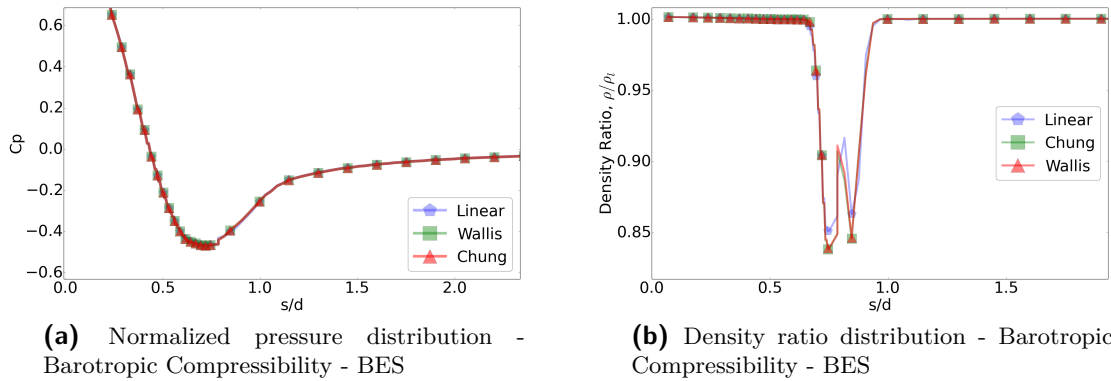 0.6
0.4
0.2
0.0
−0.2
−0.4
−0.6
Cp
0.0 0.5 1.0 1.5 2.0
s/d
Linear
Wallis
Chung
(a) Normalized pressure distribution -
Barotropic Compressibility - BES
1.00
0.95
0.90
0.85
Density Ratio, ρ/ρl
0.0 0.5 1.0 1.5
s/d
Linear
Chung
Wallis
(b) Density ratio distribution - Barotropic
Compressibility - BES